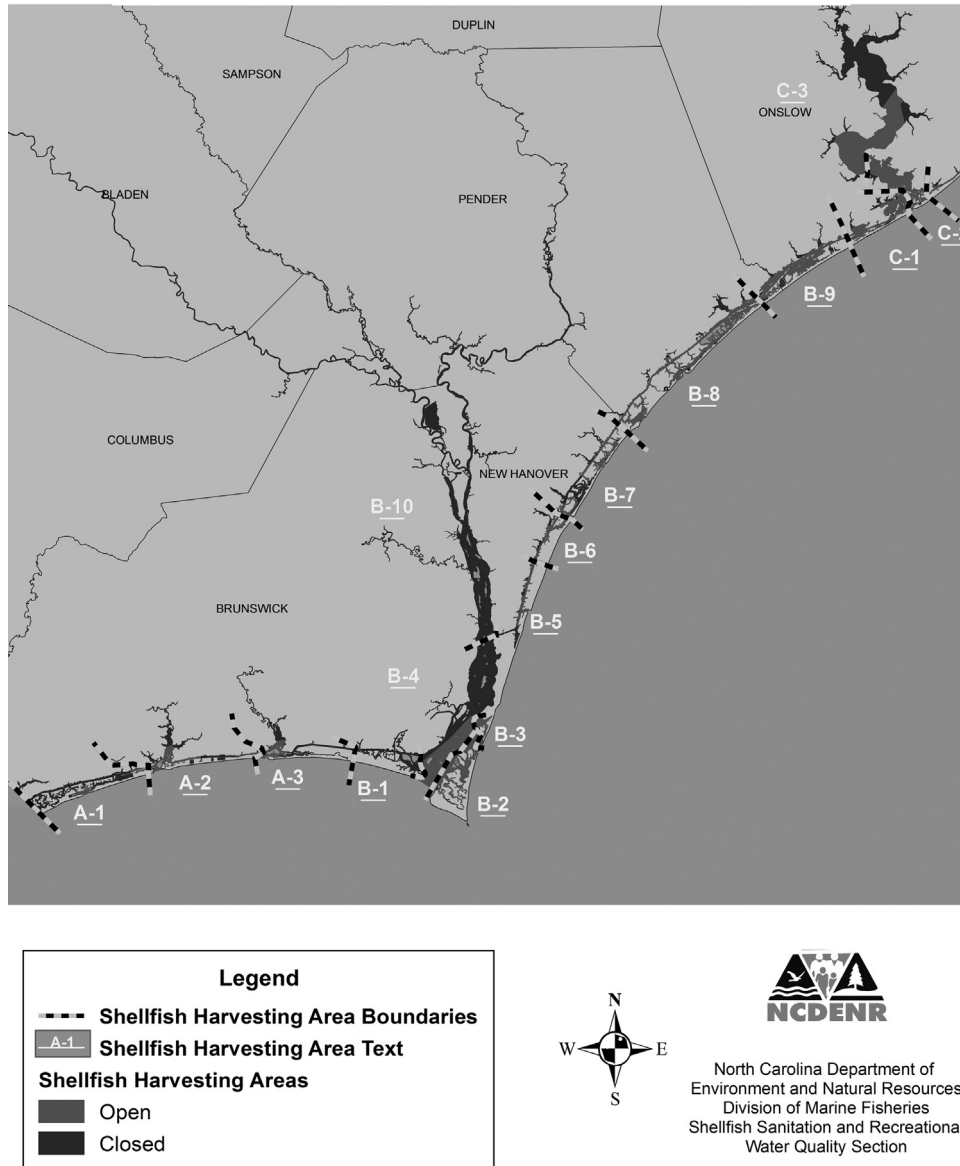 DUPLIN
SAMPSON
C-3
ONSLOW
BLADEN
PENDER
C-1
B-9
B-8
COLUMBUS
NEW HANOVER
B-7
B-10
B-6
BRUNSWICK
B-5
B-4
B-3
A-2
A-3
B-1
B-2
A-1
Legend
Shellfish Harvesting Area Boundaries
A-1 Shellfish Harvesting Area Text
Shellfish Harvesting Areas
Open
Closed
N
W E
S
NCDENR
North Carolina Department of
Environment and Natural Resources
Division of Marine Fisheries
Shellfish Sanitation and Recreationa
Water Quality Section